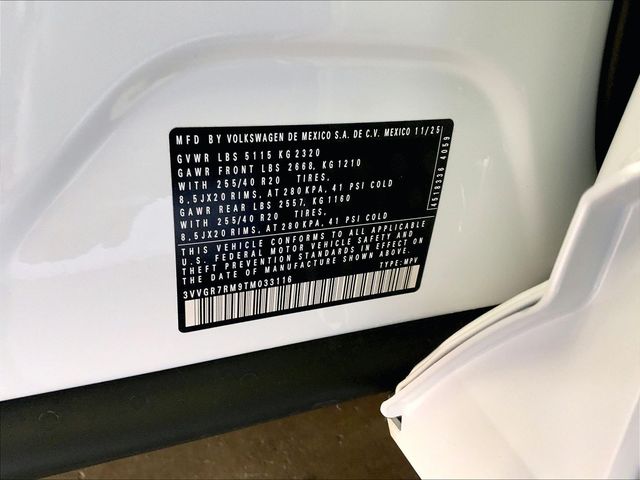 MFD BY VOLKSWAGEN DE MEXICO S.A. DE C.V. MEXICO 11/25
GVWR LBS 5115 KG 2320
GAWR FRONT LBS 2668, KG 1210
WITH 255/40 R20 TIRES,
8.5JX20 RIMS, AT 280 KPA, 41 PSI COLD
GAWR REAR LBS 2557, KG 1160
WITH 255/40 R20 TIRES,
8.5JX20 RIMS, AT 280 KPA, 41 PSI COLD
THIS VEHICLE CONFORMS TO ALL APPLICABLE
U.S. FEDERAL MOTOR VEHICLE SAFETY AND
THEFT PREVENTION STANDARDS IN EFFECT ON
THE DATE OF MANUFACTURE SHOWN ABOVE.
3VVGR7RM9TM033116 TYPE: MPV
6518336 4059